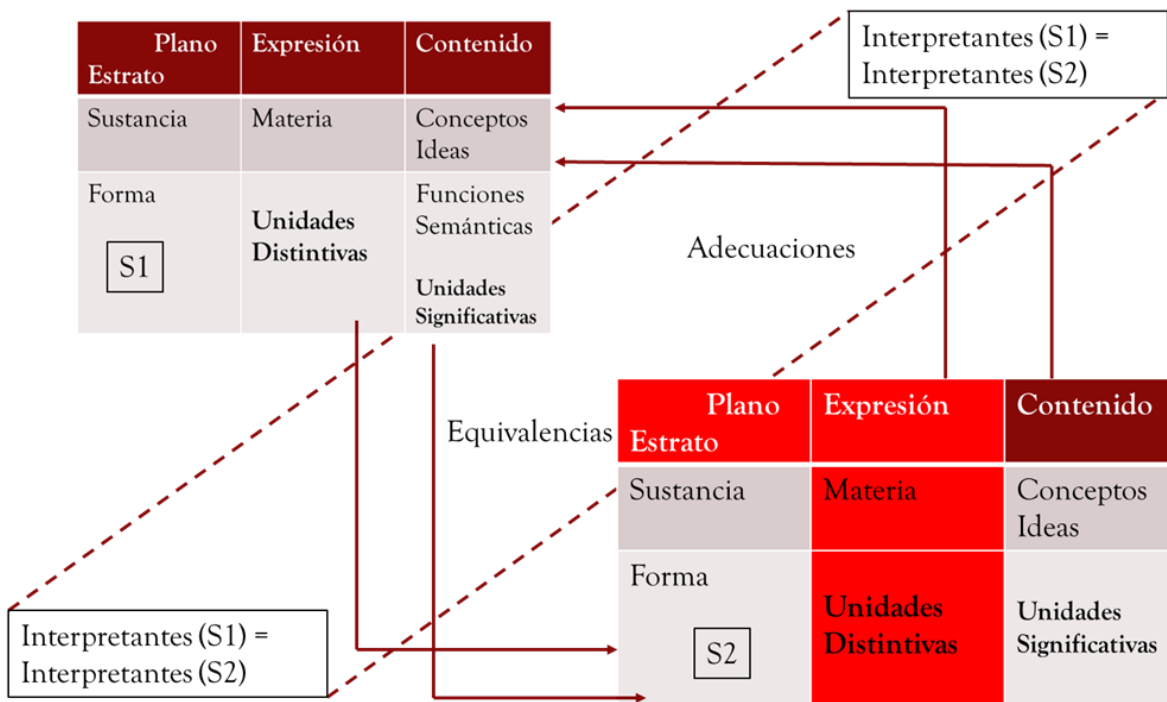 Plano Expresión Contenido
Estrato
Sustancia Materia Conceptos
Ideas
Forma Funciones
Semánticas
Unidades
Distintivas
S1
Unidades
Significativas
Interpretantes (S1) =
Interpretantes (S2)
Adecuaciones
Equivalencias
Plano Expresión Contenido
Estrato
Sustancia Materia Conceptos
Ideas
Forma
Unidades Unidades
Distintivas Significativas
S2
Interpretantes (S1) =
Interpretantes (S2)